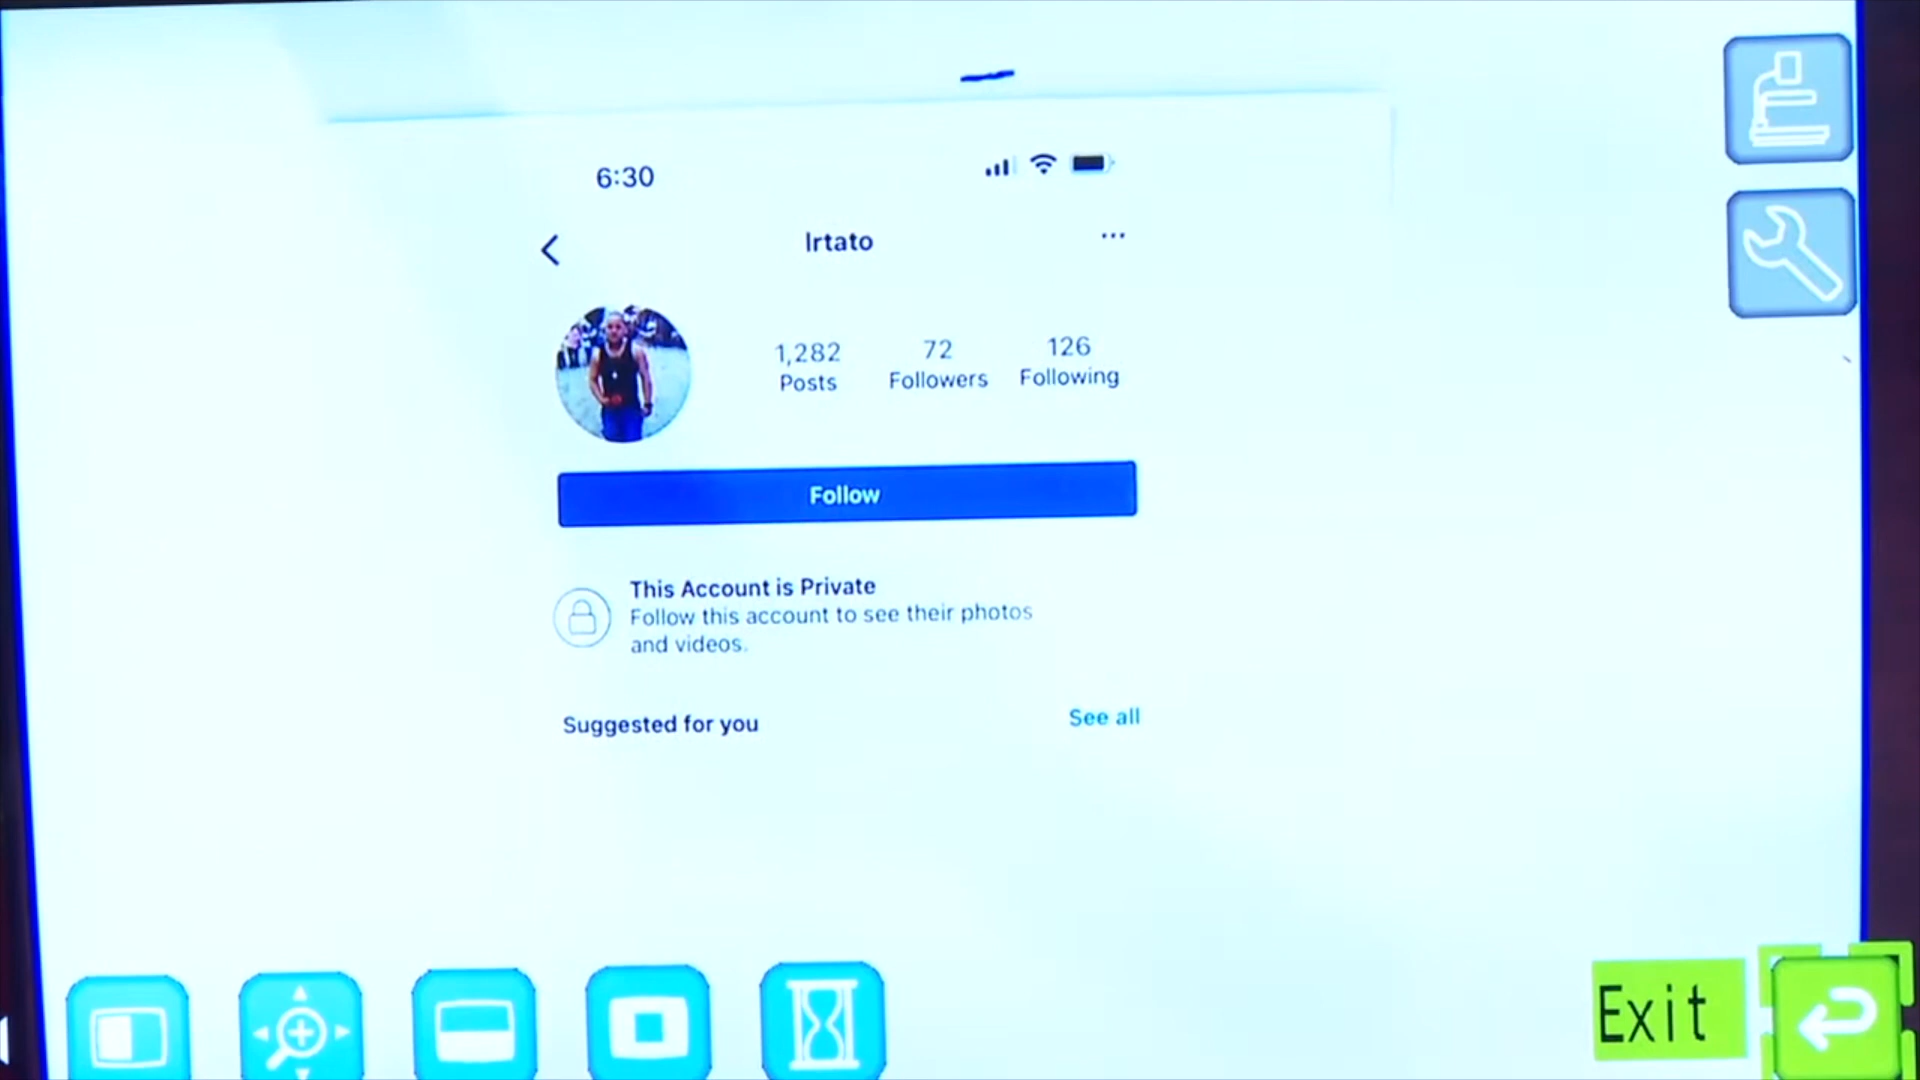 6:30
lrtato
1,282
Posts
72
Followers
126
Following
Follow
This Account is Private
Follow this account to see their photos
and videos.
Suggested for you
See all
Exit